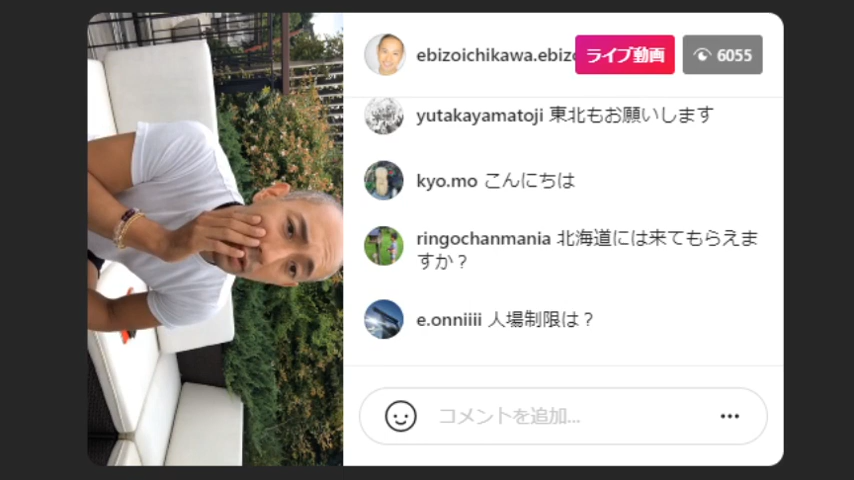 ebizoichikawa.ebizo
ライブ動画
6055
yutakayamatoji 東北もお願いします
kyo.mo こんにちは
ringochanmania 北海道には来てもらえま
すか？
e.onniiii 人場制限は？
コメントを追加...